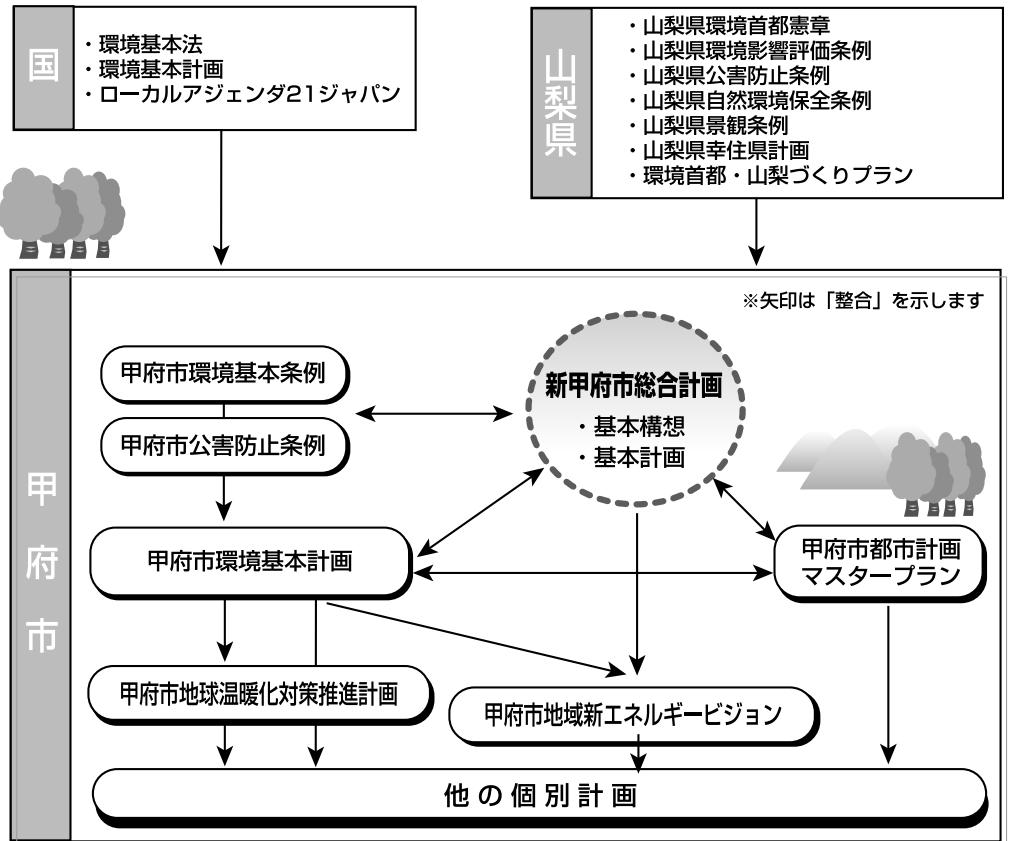 国
・環境基本法
・環境基本計画
・ローカルアジェンダ21ジャパン
山梨県
・山梨県環境首都憲章
・山梨県環境影響評価条例
・山梨県公害防止条例
・山梨県自然環境保全条例
・山梨県景観条例
・山梨県幸住県計画
・環境首都・山梨づくりプラン
甲府市
※矢印は「整合」を示します
甲府市環境基本条例
甲府市公害防止条例
新甲府市総合計画
・基本構想
・基本計画
甲府市環境基本計画
甲府市都市計画
マスタープラン
甲府市地球温暖化対策推進計画
甲府市地域新エネルギービジョン
他の個別計画